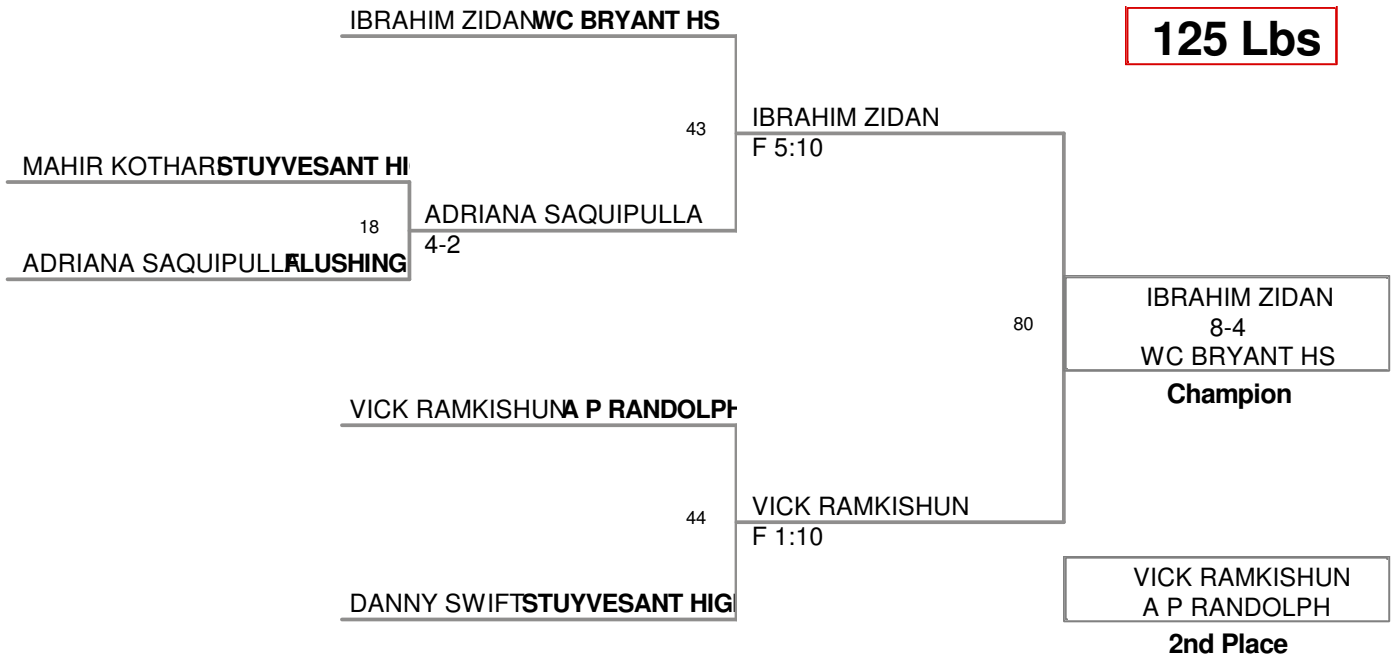 IBRAHIM ZIDAN WC BRYANT HS
125 Lbs
43
IBRAHIM ZIDAN
F 5:10
MAHIR KOTHARI STUYVESANT HI
18
ADRIANA SAQUIPULLA
4-2
ADRIANA SAQUIPULLA FLUSHING
IBRAHIM ZIDAN
8-4
WC BRYANT HS
80
Champion
VICK RAMKISHUN A P RANDOLPH
44
VICK RAMKISHUN
F 1:10
DANNY SWIFT STUYVESANT HIG
VICK RAMKISHUN
A P RANDOLPH
2nd Place